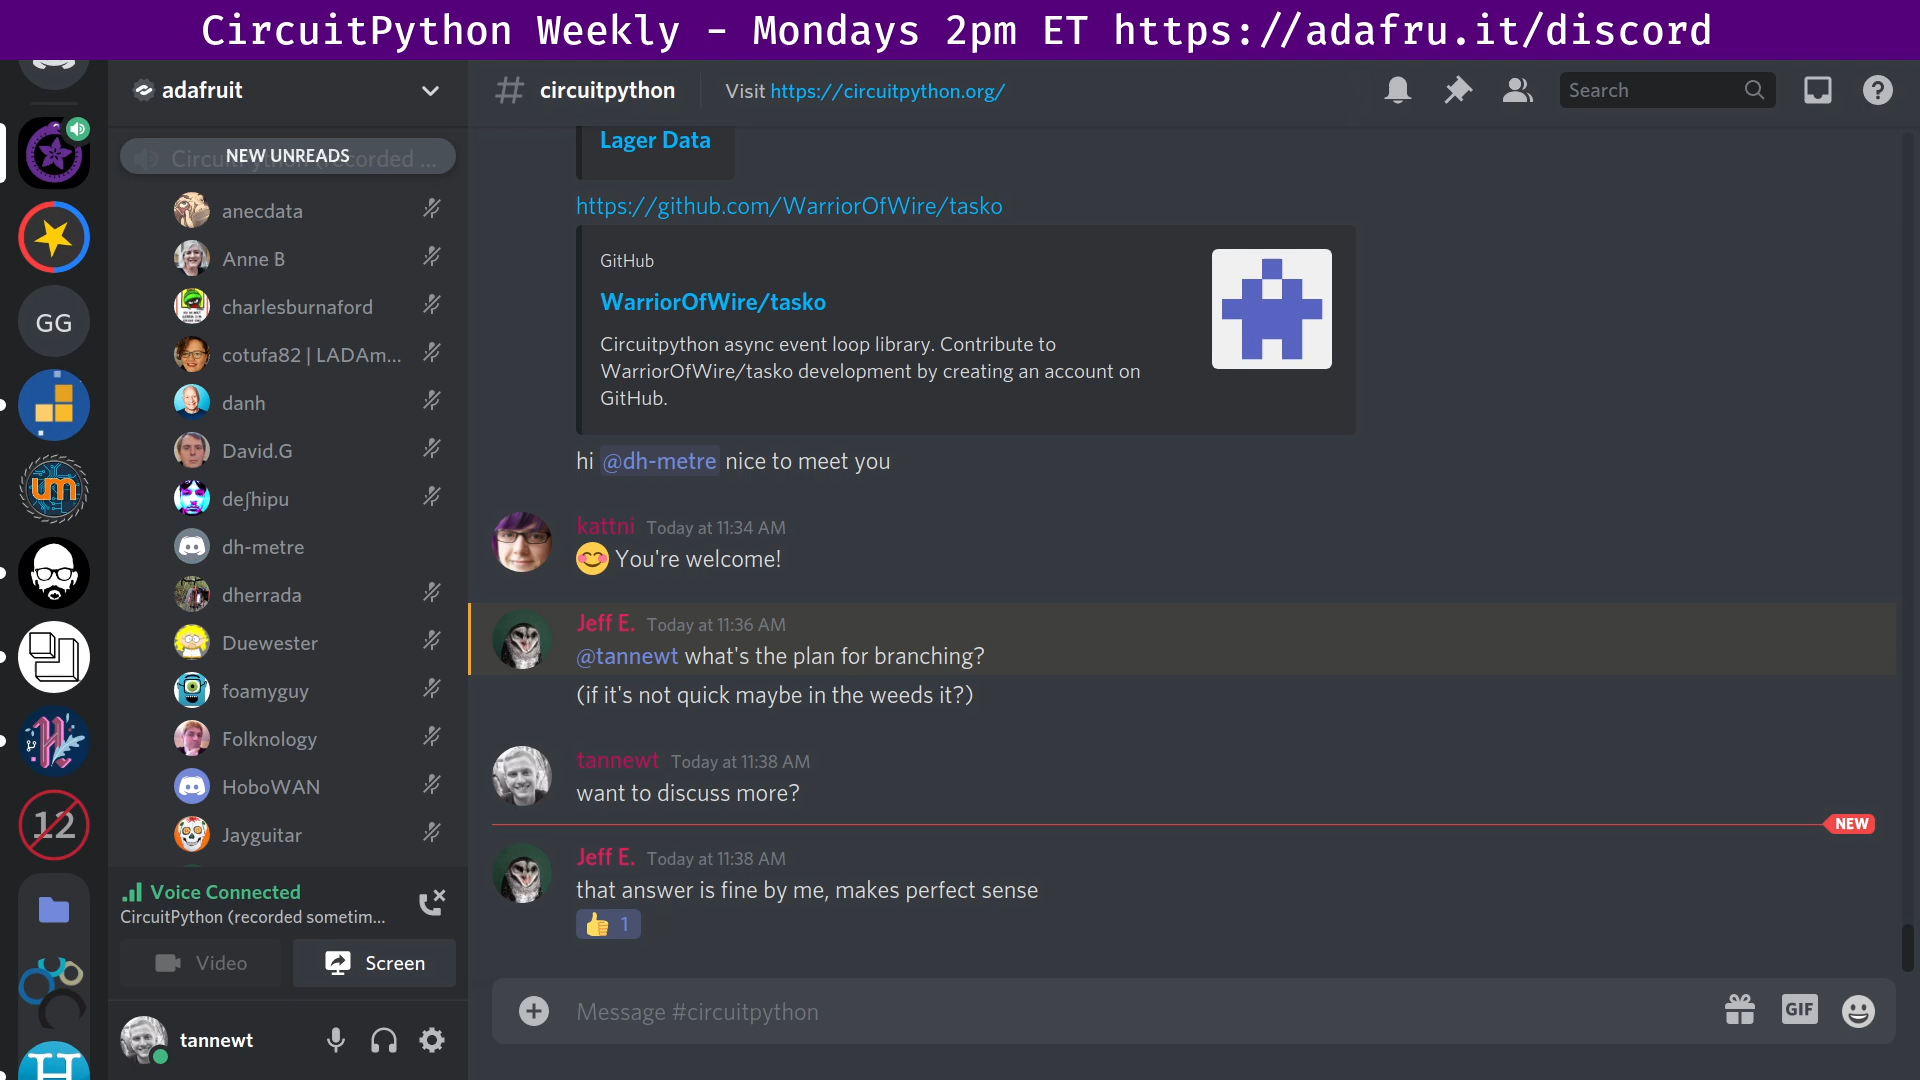 CircuitPython Weekly – Mondays 2pm ET https://adafru.it/discord
adafruit
circuitpython
Visit https://circuitpython.org/
Search
NEW UNREADS
GG
um
12
anecdata
Anne B
charlesburnaford
cotufa82 | LADAm...
danh
David.G
deʃhipu
dh-metre
dherrada
Duewester
foamyguy
Folknology
HoboWAN
Jayguitar
Voice Connected
CircuitPython (recorded sometim...
Video
Screen
tannewt
Lager Data
https://github.com/WarriorOfWire/tasko
GitHub
WarriorOfWire/tasko
Circuitpython async event loop library. Contribute to
WarriorOfWire/tasko development by creating an account on
GitHub.
hi @dh-metre nice to meet you
kattni Today at 11:34 AM
You're welcome!
Jeff E. Today at 11:36 AM
@tannewt what's the plan for branching?
(if it's not quick maybe in the weeds it?)
tannewt Today at 11:38 AM
want to discuss more?
NEW
Jeff E. Today at 11:38 AM
that answer is fine by me, makes perfect sense
1
Message #circuitpython
GIF